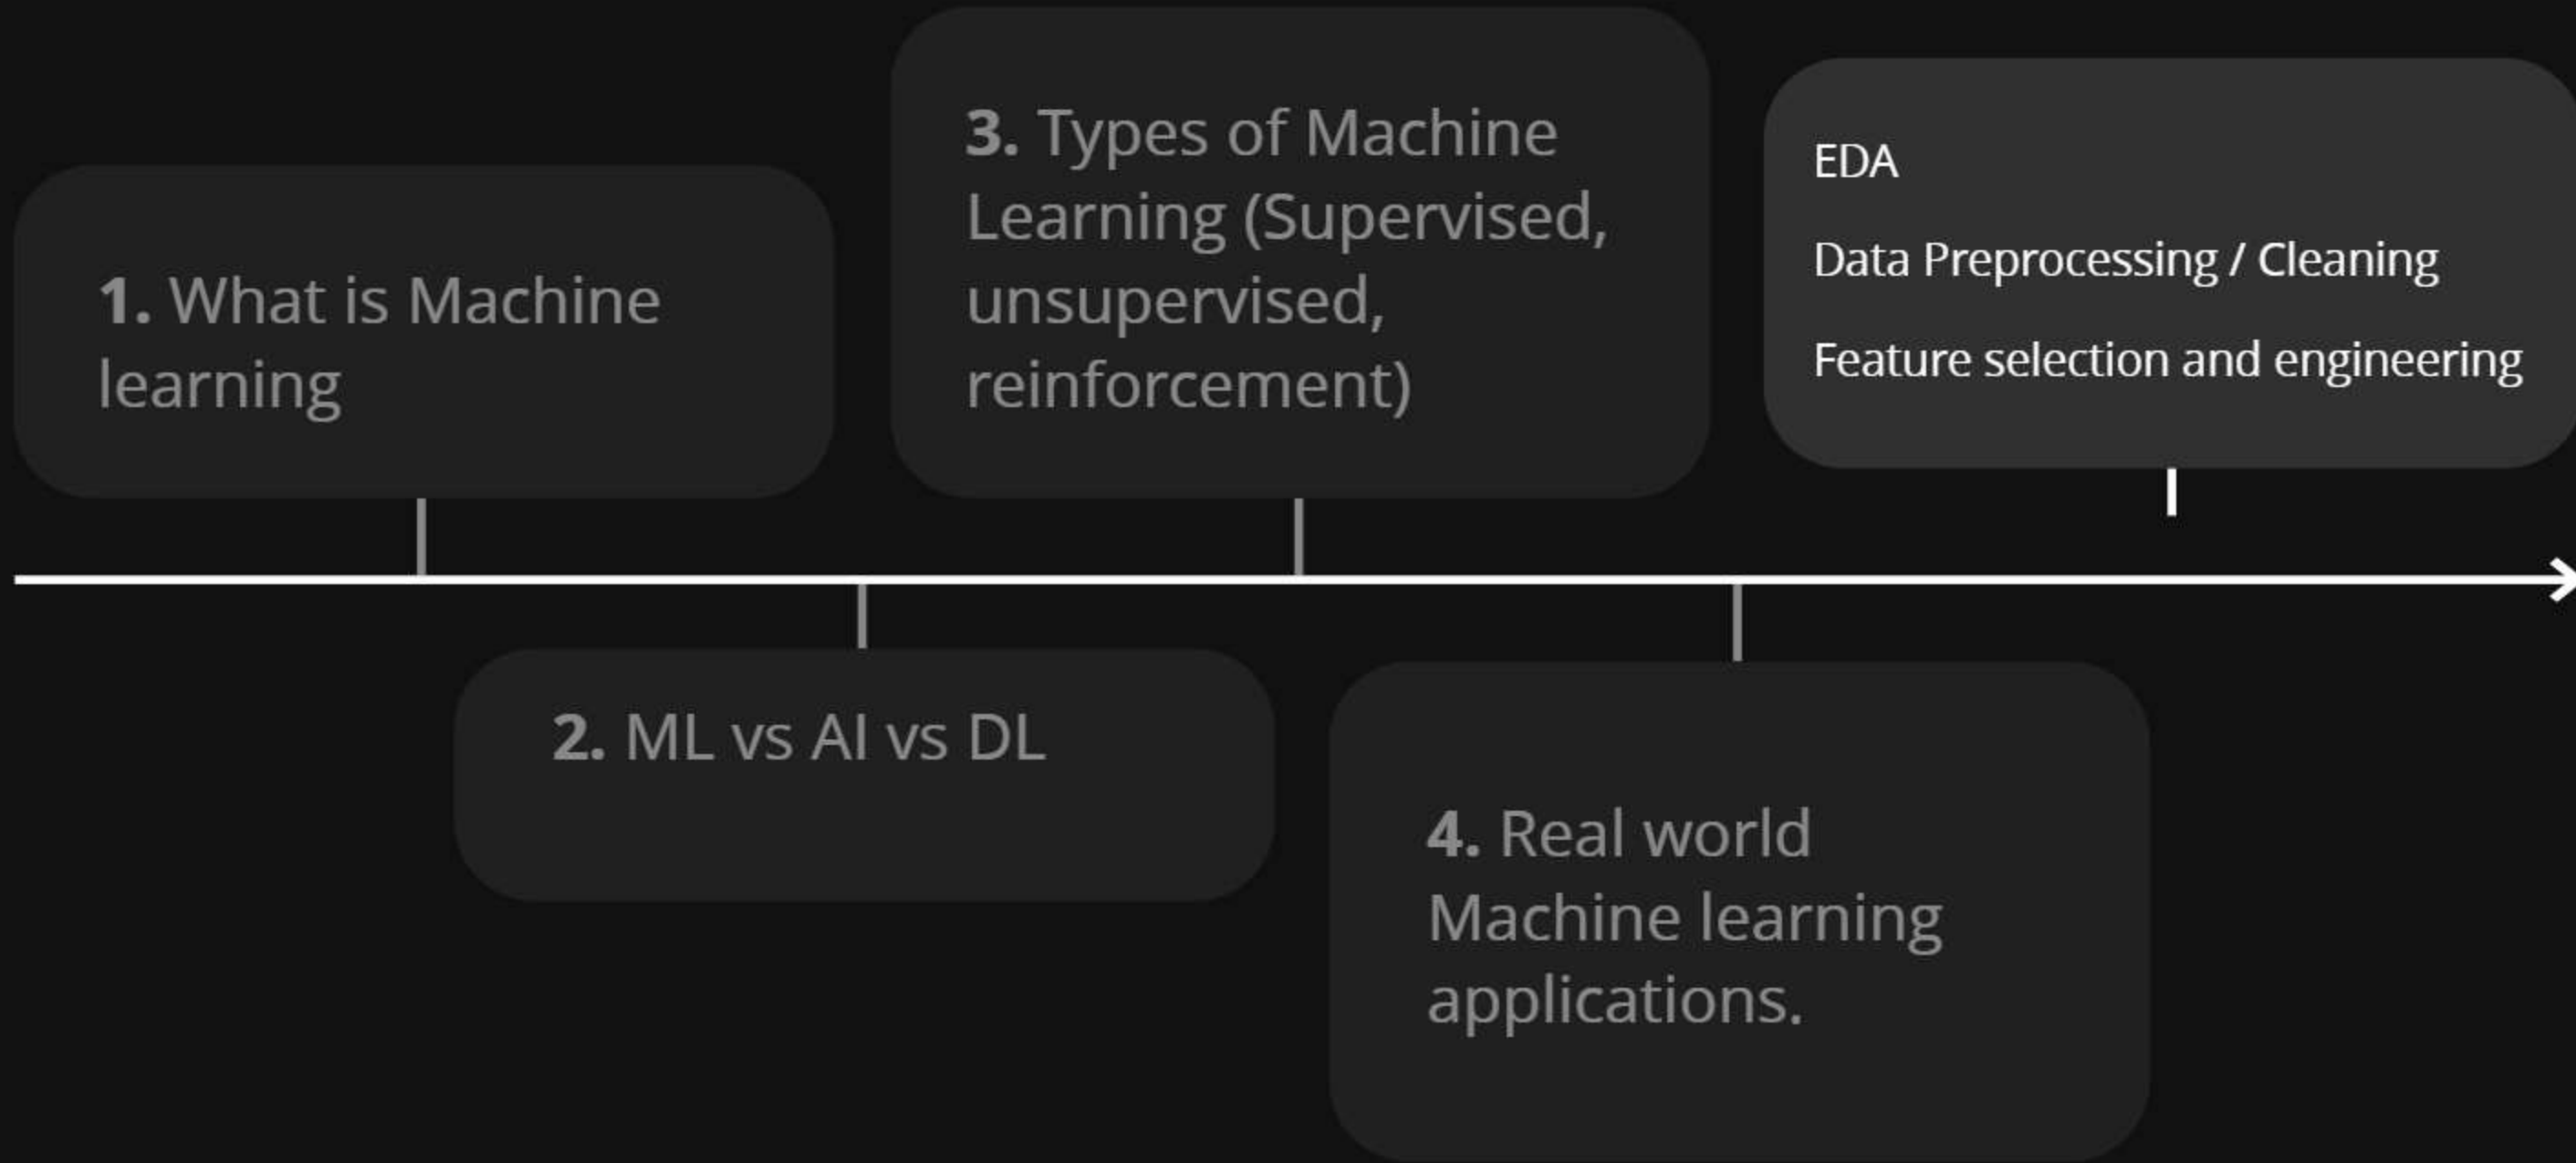 1. What is Machine
learning
2. ML vs AI vs DL
3. Types of Machine
Learning (Supervised,
unsupervised,
reinforcement)
4. Real world
Machine learning
applications.
EDA
Data Preprocessing / Cleaning
Feature selection and engineering